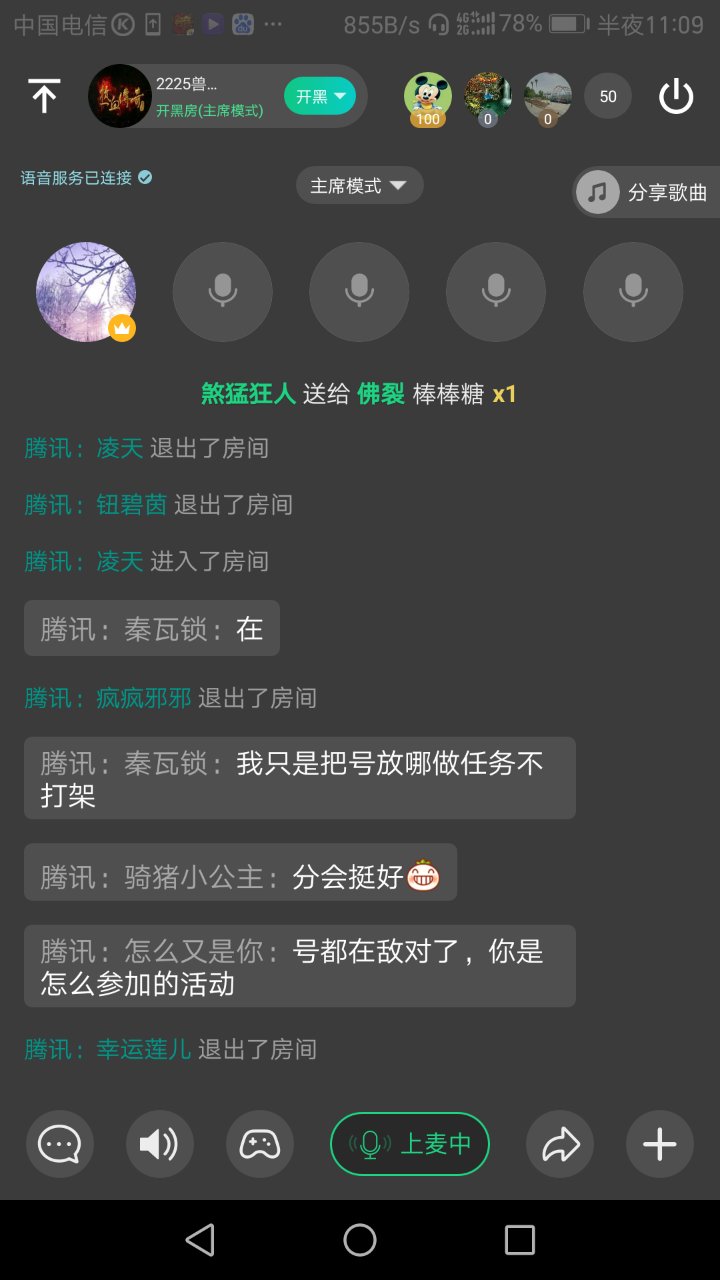 中国电信 855B/s 4G 2G 78% 半夜11:09
2225兽...
开黑房(主席模式)
开黑
100
0
0
50
语音服务已连接
主席模式
分享歌曲
煞猛狂人 送给 佛裂 棒棒糖 x1
腾讯：凌天 退出了房间
腾讯：钮碧茵 退出了房间
腾讯：凌天 进入了房间
腾讯：秦瓦锁：在
腾讯：疯疯邪邪 退出了房间
腾讯：秦瓦锁：我只是把号放哪做任务不
打架
腾讯：骑猪小公主：分会挺好
腾讯：怎么又是你：号都在敌对了，你是
怎么参加的活动
腾讯：幸运莲儿 退出了房间
上麦中